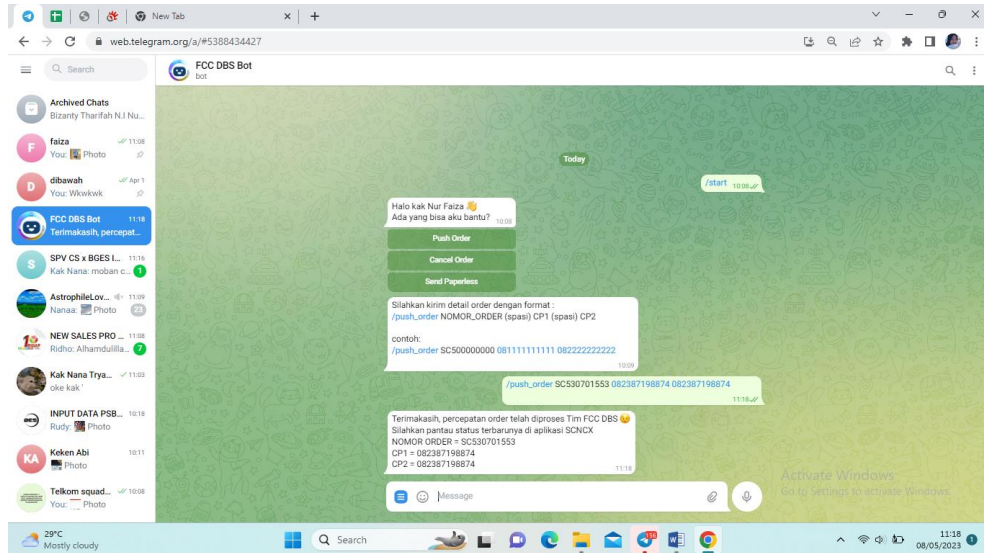 New Tab
web.telegram.org/a/#5388434427
Search
FCC DBS Bot
bot
Archived Chats
Bizanty Tharifah N.I Nu...
F
faiza 11:08
You: Photo
D
dibawah Apr 1
You: Wkwkwk
FCC DBS Bot 11:18
Terimakasih, percepat...
S
SPV CS x BGES I... 11:16
Kak Nana: moban c... 1
AstrophileLov... 11:09
Nanaa: Photo 23
NEW SALES PRO ... 11:08
Ridho: Alhamdulilla... 7
Kak Nana Trya... 11:03
oke kak '
INPUT DATA PSB... 10:18
Rudy: Photo
KA
Keken Abi 10:11
Photo
Telkom squad... 10:08
You: Photo
Today
/start 10:08
Halo kak Nur Faiza 👋
Ada yang bisa aku bantu? 10:08
Push Order
Cancel Order
Send Paperless
Silahkan kirim detail order dengan format :
/push_order NOMOR_ORDER (spasi) CP1 (spasi) CP2
contoh:
/push_order SC500000000 081111111111 082222222222
10:09
/push_order SC530701553 082387198874 082387198874
11:18
Terimakasih, percepatan order telah diproses Tim FCC DBS 😉
Silahkan pantau status terbarunya di aplikasi SCNCX
NOMOR ORDER = SC530701553
CP1 = 082387198874
CP2 = 082387198874
11:18
Message
Activate Windows
Go to Settings to activate Windows.
29°C
Mostly cloudy
Search
156
11:18
08/05/2023
1